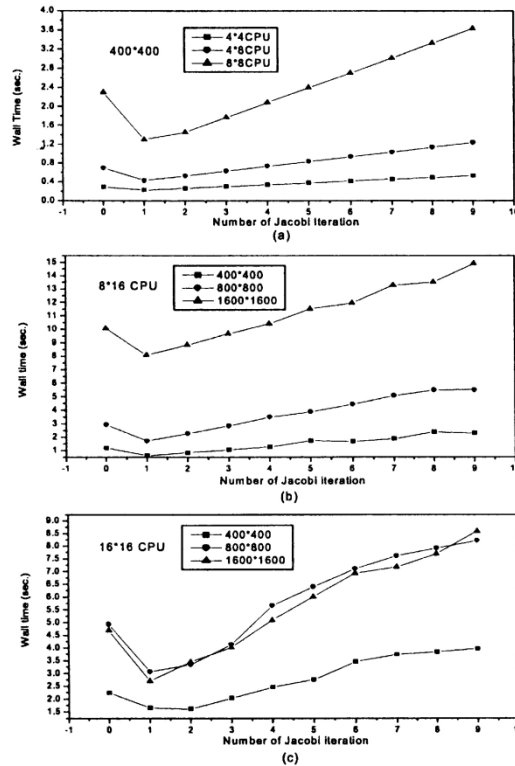 400*400
4*4CPU
4*8CPU
8*8CPU
Wall Time (sec.)
4.0
3.6
3.2
2.8
2.4
2.0
1.6
1.2
0.8
0.4
0.0
-1 0 1 2 3 4 5 6 7 8 9 10
Number of Jacobi Iteration
(a)
8*16 CPU
400*400
800*800
1600*1600
Wall time (sec.)
15
14
13
12
11
10
9
8
7
6
5
4
3
2
1
-1 0 1 2 3 4 5 6 7 8 9 10
Number of Jacobi iteration
(b)
16*16 CPU
400*400
800*800
1600*1600
Wall time (sec.)
9.0
8.5
8.0
7.5
7.0
6.5
6.0
5.5
5.0
4.5
4.0
3.5
3.0
2.5
2.0
1.5
-1 0 1 2 3 4 5 6 7 8 9 10
Number of Jacobi Iteration
(c)